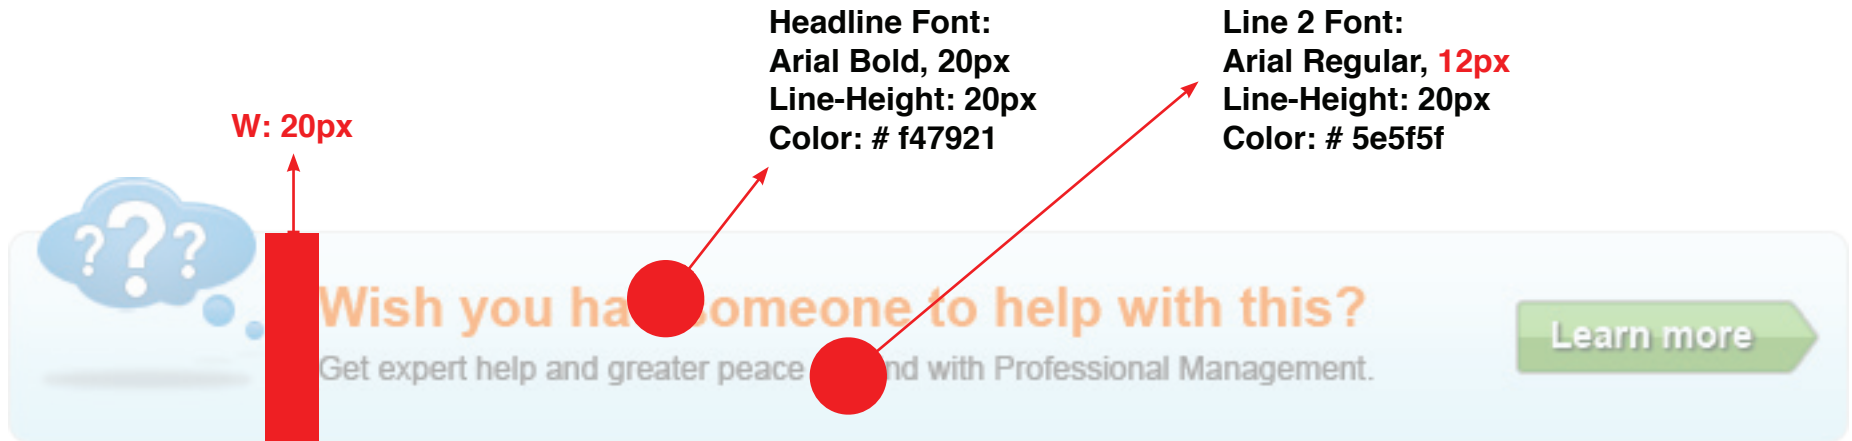 Headline Font:
Arial Bold, 20px
Line-Height: 20px
Color: # f47921
Line 2 Font:
Arial Regular, 12px
Line-Height: 20px
Color: # 5e5f5f
W: 20px
???
Wish you ha someone to help with this?
Get expert help and greater peace nd with Professional Management.
Learn more